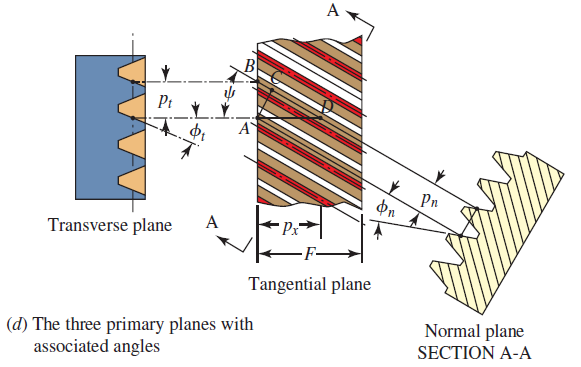 A
B
C
ψ
p_t
D
A
ϕ_t
ϕ_n
p_n
Transverse plane
A
p_x
F
Tangential plane
(d) The three primary planes with
associated angles
Normal plane
SECTION A-A